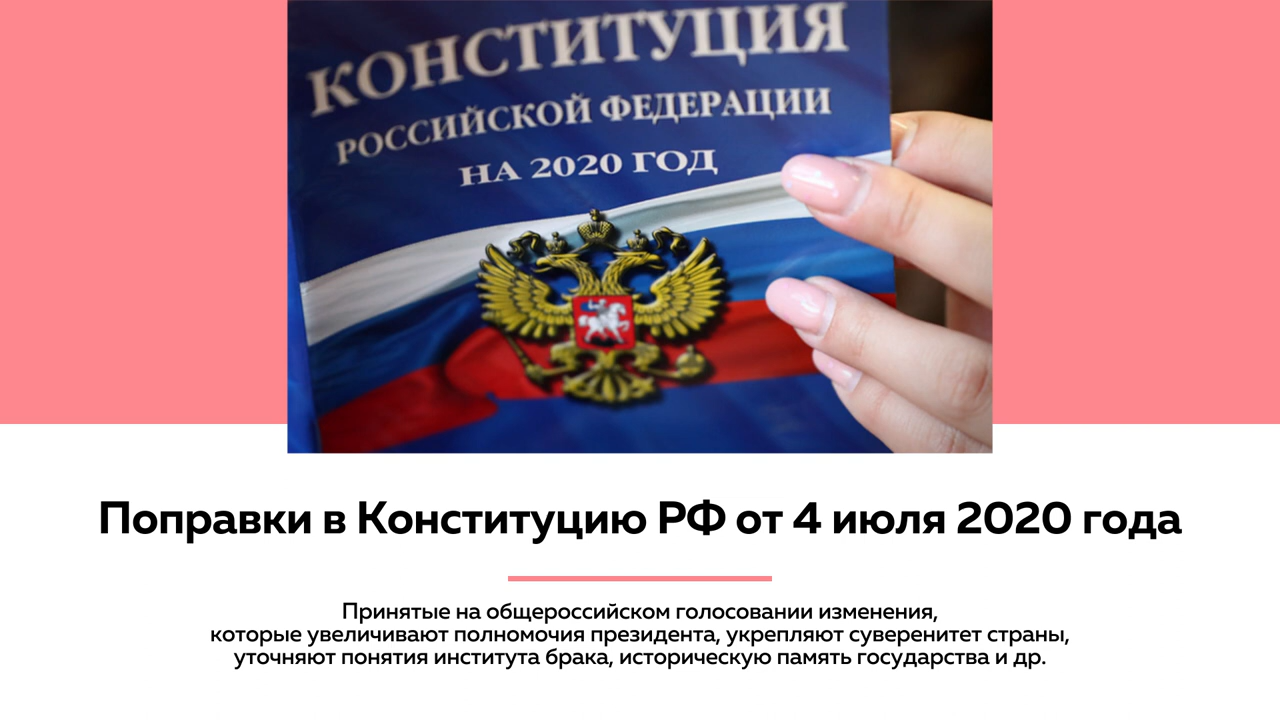 КОНСТИТУЦИЯ
РОССИЙСКОЙ ФЕДЕРАЦИИ
НА 2020 ГОД
Поправки в Конституцию РФ от 4 июля 2020 года
Принятые на общероссийском голосовании изменения,
которые увеличивают полномочия президента, укрепляют суверенитет страны,
уточняют понятия института брака, историческую память государства и др.